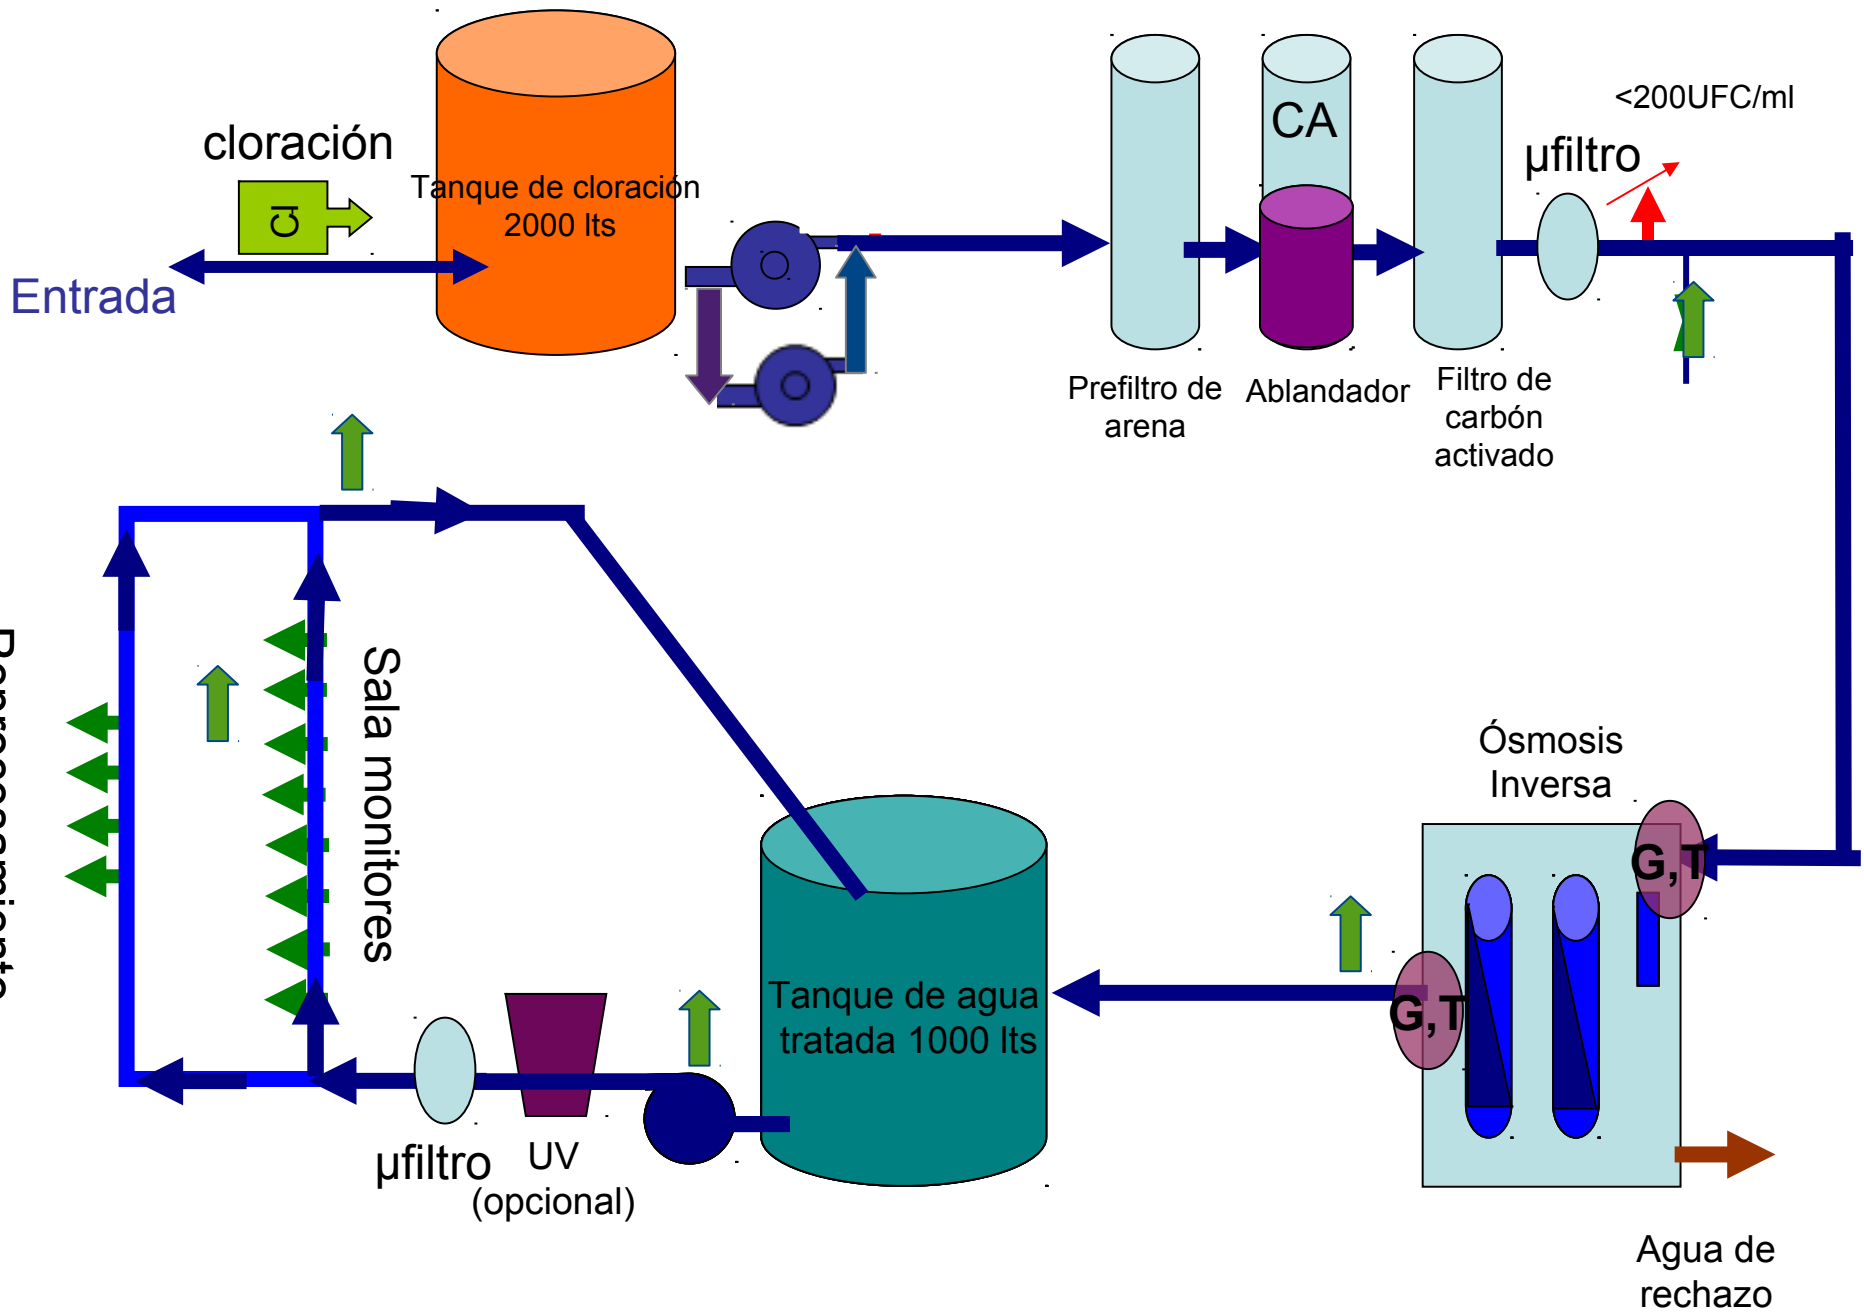 cloración
Cl
Entrada
Tanque de cloración
2000 lts
CA
Prefiltro de
arena
Ablandador
Filtro de
carbón
activado
µfiltro
<200UFC/ml
Sala monitores
Ósmosis
Inversa
G,T
G,T
Tanque de agua
tratada 1000 lts
µfiltro
UV
(opcional)
Agua de
rechazo